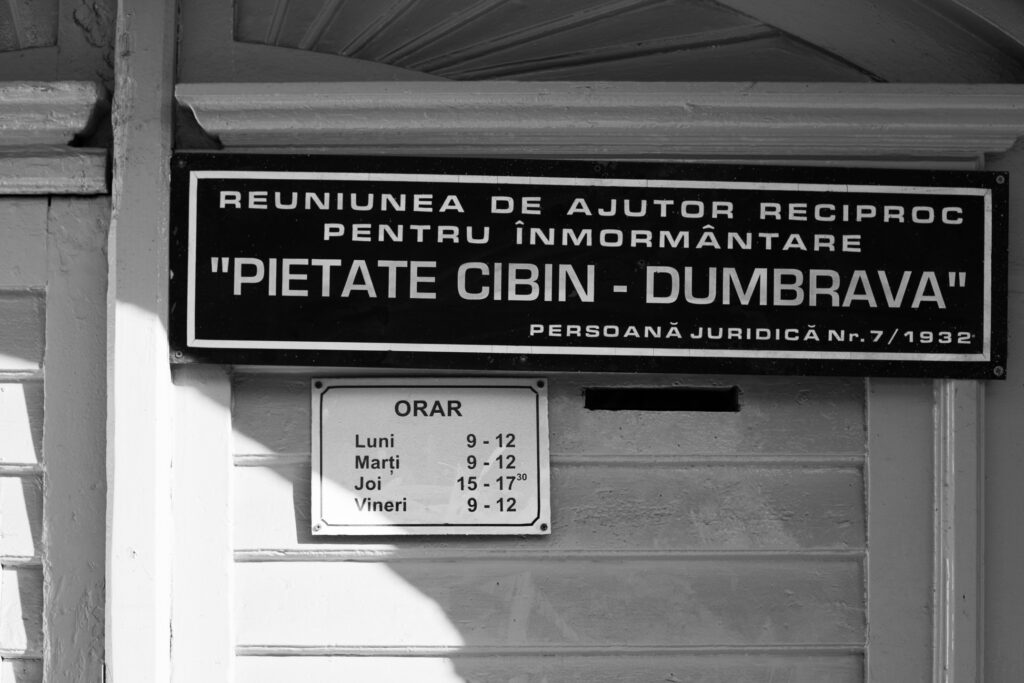 REUNIUNEA DE AJUTOR RECIPROC
PENTRU ÎNMORMÂNTARE
"PIETATE CIBIN - DUMBRAVA"
PERSOANĂ JURIDICĂ Nr. 7/1932
ORAR
Luni 9 - 12
Marți 9 - 12
Joi 15 - 17³⁰
Vineri 9 - 12